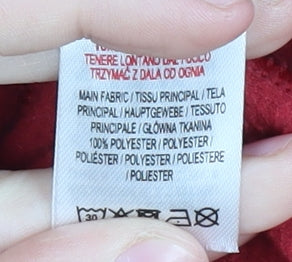 TENERE LONTANO DAL FUOCO
TRZYMAĆ Z DALA OD OGNIA
MAIN FABRIC / TISSU PRINCIPAL / TELA
PRINCIPAL / HAUPTGEWEBE / TESSUTO
PRINCIPALE / GŁÓWNA TKANINA
100% POLYESTER / POLYESTER /
POLIÉSTER / POLYESTER / POLIESTERE
/ POLIESTER
30